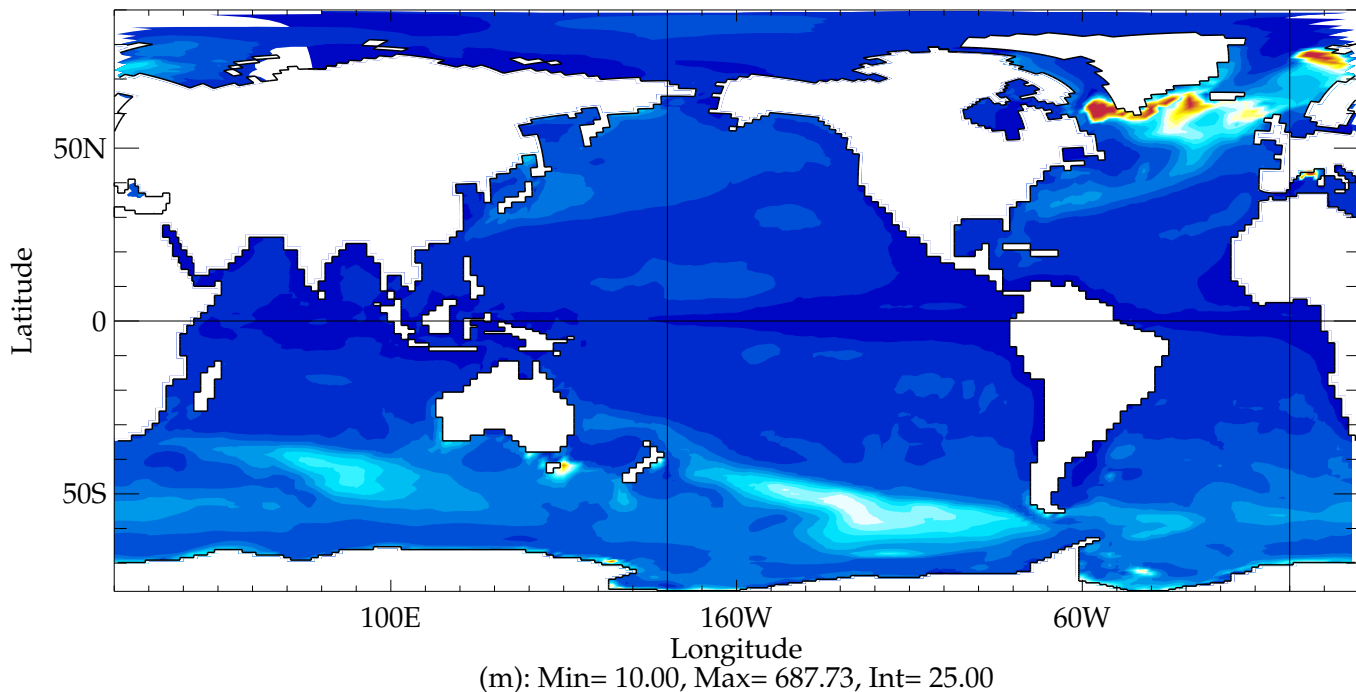 Latitude
50N
0
50S
100E
160W
60W
Longitude
(m): Min= 10.00, Max= 687.73, Int= 25.00